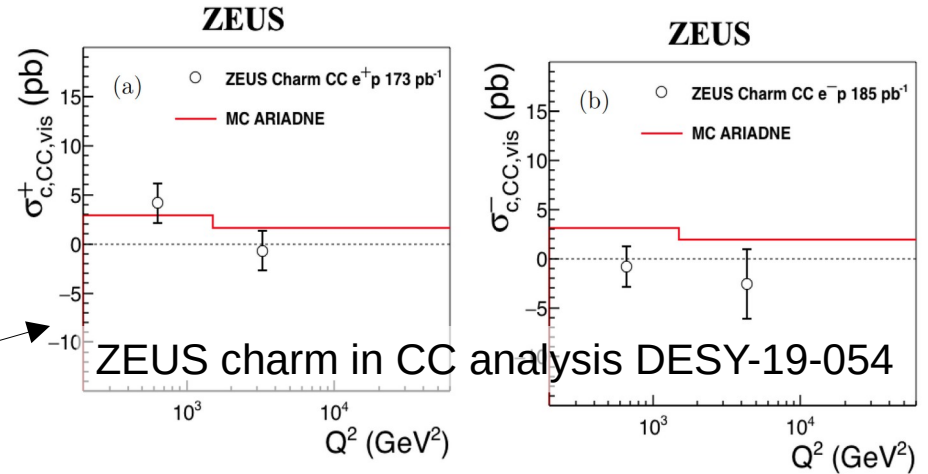 ZEUS
ZEUS
(a)
ZEUS Charm CC e⁺p 173 pb⁻¹
MC ARIADNE
σ⁺c,CC,vis (pb)
15
10
5
0
−5
−10
10³
10⁴
Q² (GeV²)
(b)
ZEUS Charm CC e⁻p 185 pb⁻¹
MC ARIADNE
σ⁻c,CC,vis (pb)
15
10
5
0
−5
−10
10³
10⁴
Q² (GeV²)
ZEUS charm in CC analysis DESY-19-054